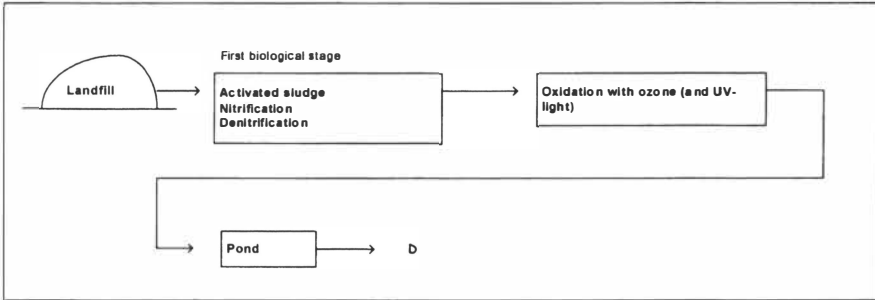 First biological stage
Landfill
Activated sludge
Nitrification
Denitrification
Oxidation with ozone (and UV-
light)
Pond
D